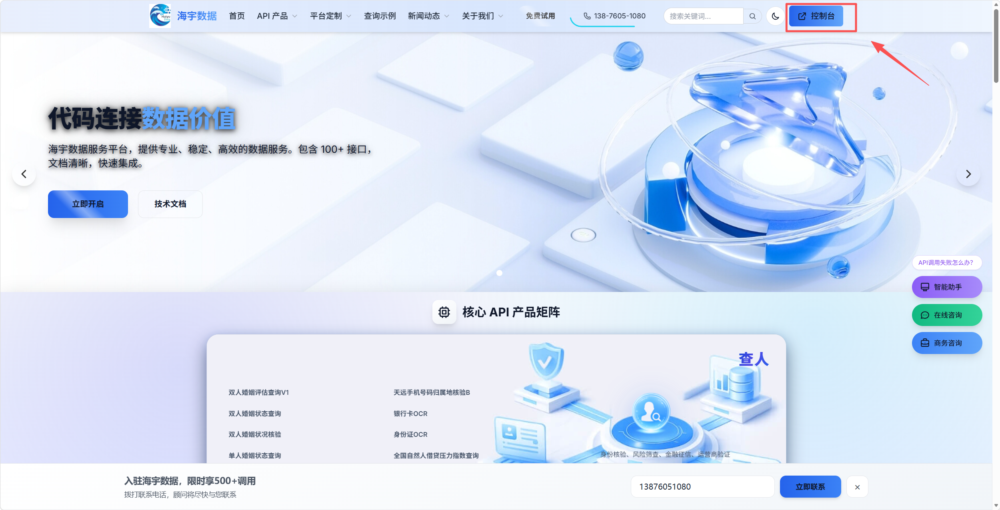 Haiyu
Data
海宇数据
首页
API 产品
平台定制
查询示例
新闻动态
关于我们
免费试用
138-7605-1080
搜索关键词...
控制台
代码连接数据价值
海宇数据服务平台，提供专业、稳定、高效的数据服务。包含 100+ 接口，
文档清晰，快速集成。
立即开启
技术文档
API调用失败怎么办？
智能助手
在线咨询
商务咨询
核心 API 产品矩阵
查人
双人婚姻评估查询V1
天远手机号码归属地核验B
双人婚姻状态查询
银行卡OCR
双人婚姻状况核验
身份证OCR
单人婚姻状态查询
全国自然人借贷压力指数查询
身份核验、风险筛查、金融征信、运营商验证
入驻海宇数据，限时享500+调用
拨打联系电话，顾问将尽快与您联系
13876051080
立即联系